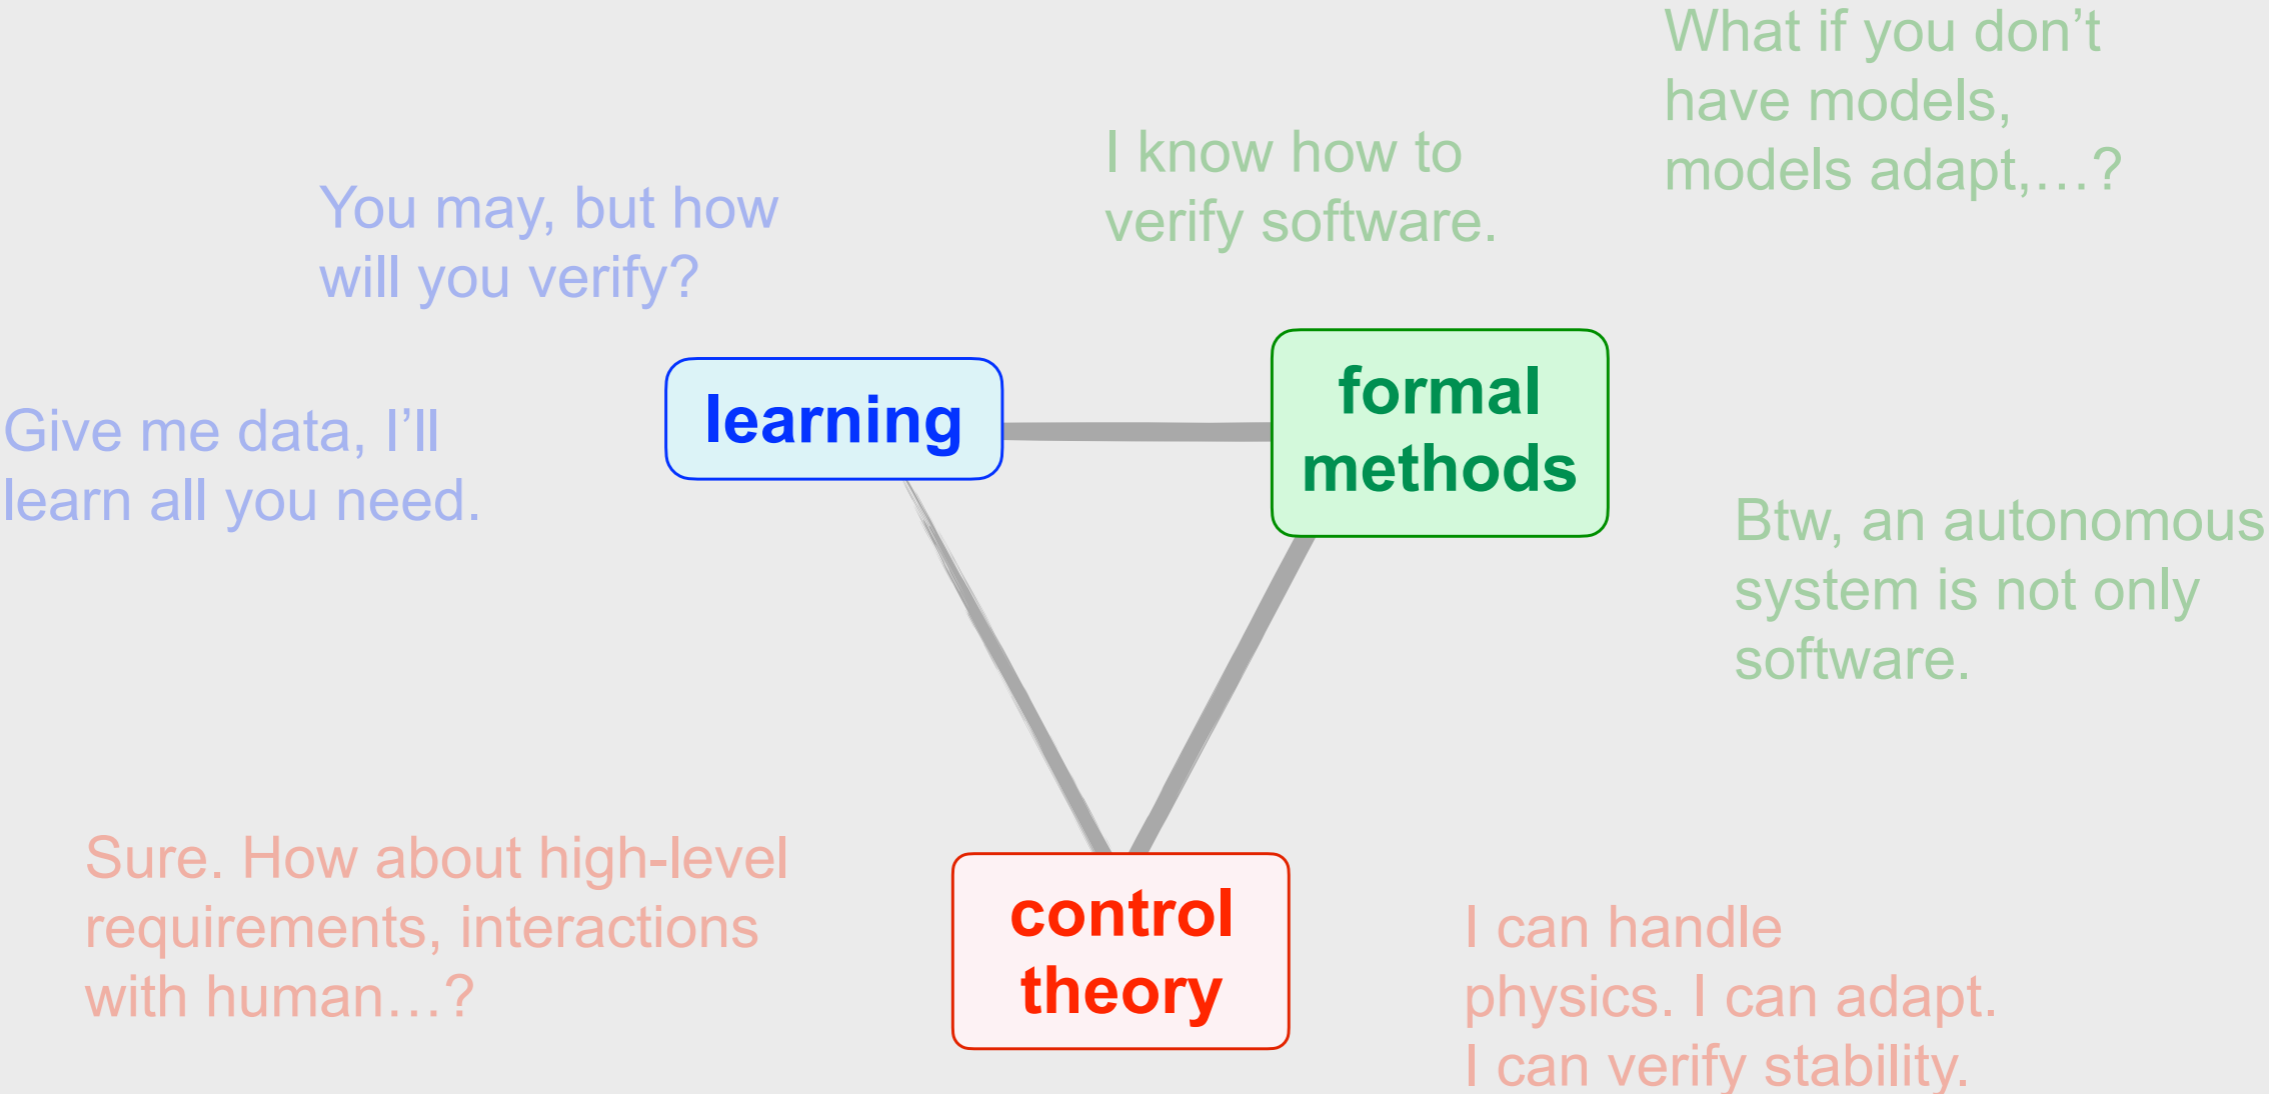 What if you don’t
have models,
models adapt,…?
I know how to
verify software.
You may, but how
will you verify?
learning
formal
methods
Give me data, I’ll
learn all you need.
Btw, an autonomous
system is not only
software.
Sure. How about high-level
requirements, interactions
with human…?
control
theory
I can handle
physics. I can adapt.
I can verify stability.